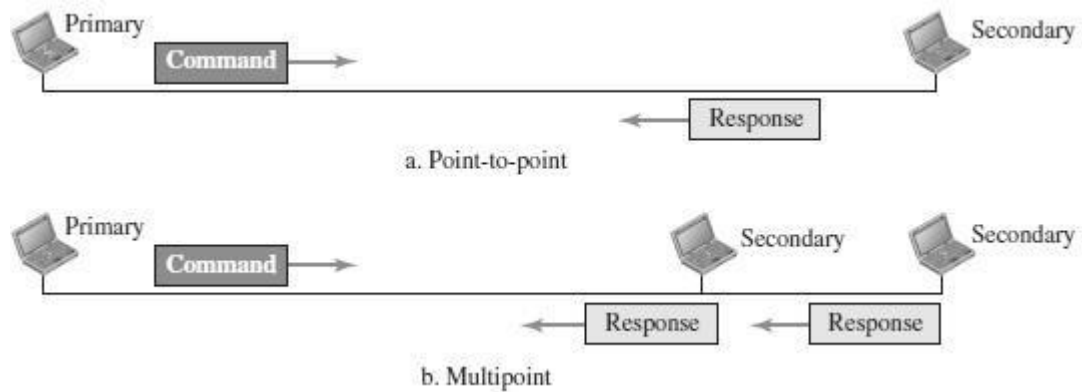 Primary
Secondary
Command
Response
a. Point-to-point
Primary
Secondary
Secondary
Command
Response
Response
b. Multipoint